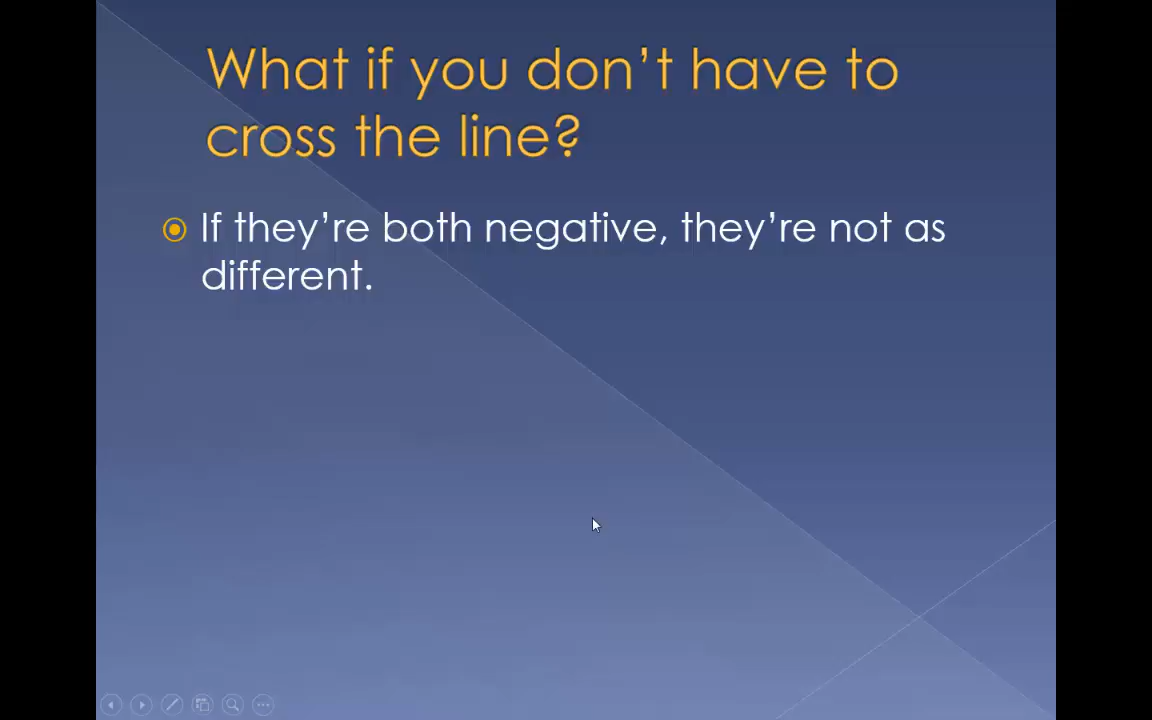 What if you don’t have to
cross the line?
If they’re both negative, they’re not as
different.